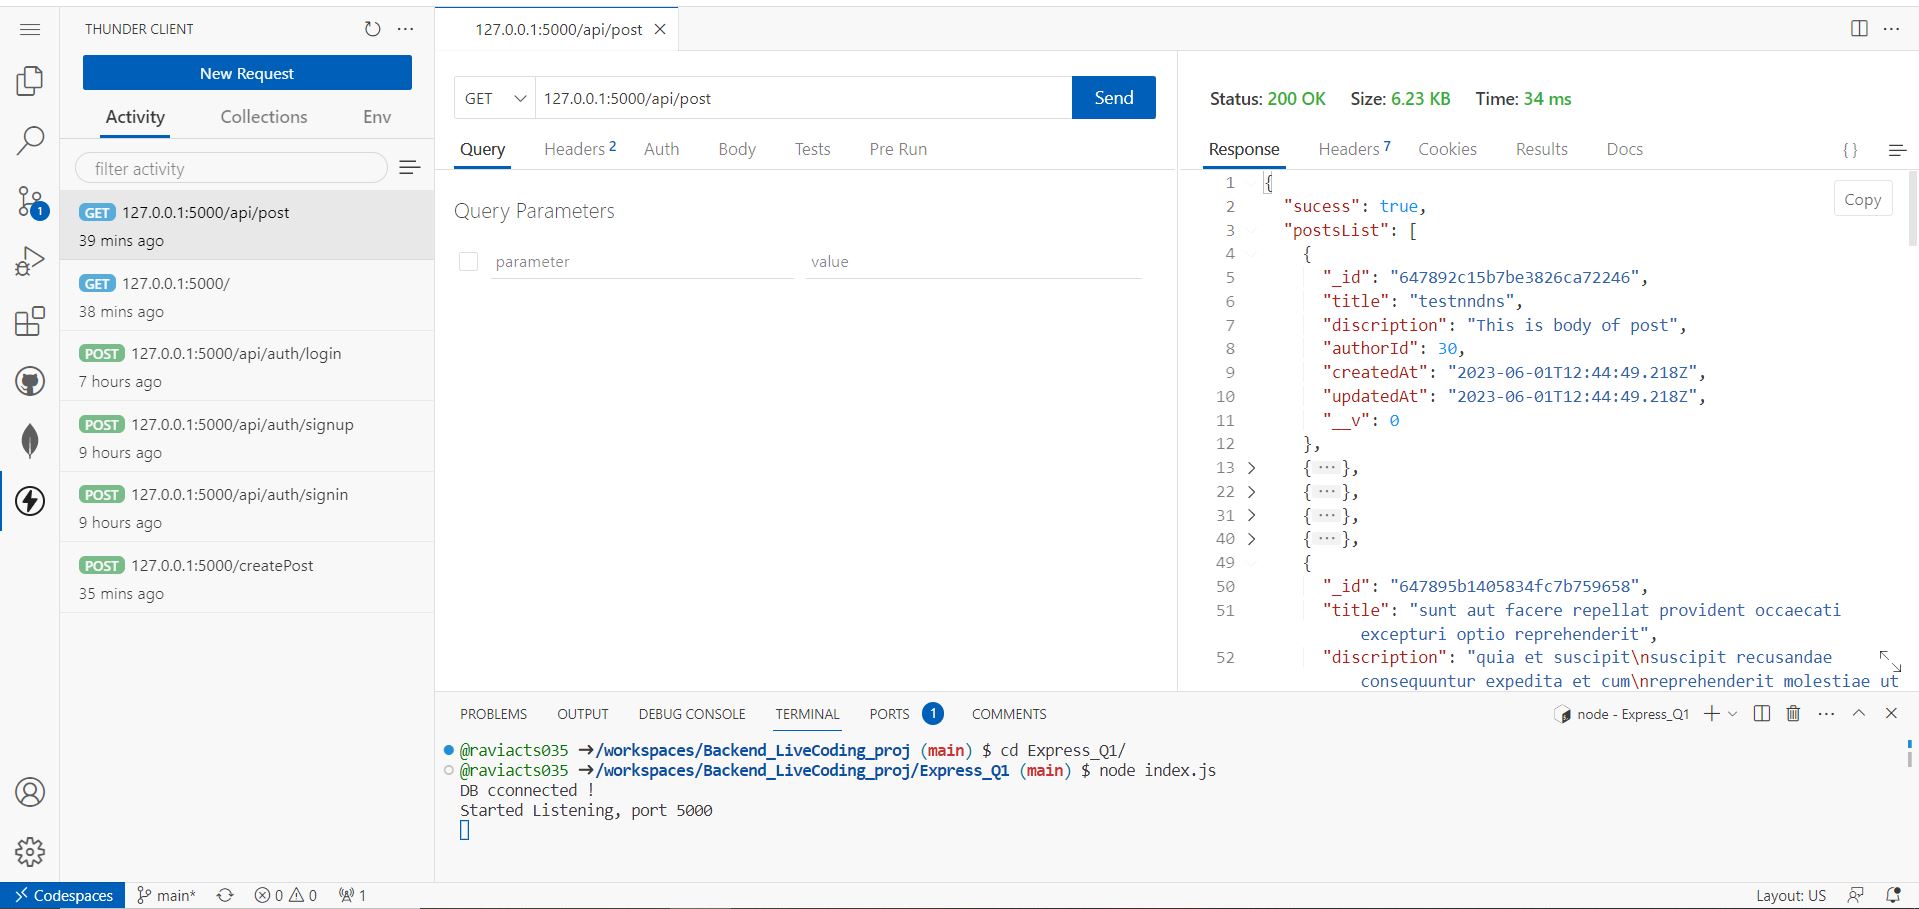 THUNDER CLIENT
New Request
Activity Collections Env
filter activity
GET 127.0.0.1:5000/api/post
39 mins ago
GET 127.0.0.1:5000/
38 mins ago
POST 127.0.0.1:5000/api/auth/login
7 hours ago
POST 127.0.0.1:5000/api/auth/signup
9 hours ago
POST 127.0.0.1:5000/api/auth/signin
9 hours ago
POST 127.0.0.1:5000/createPost
35 mins ago
1
127.0.0.1:5000/api/post
GET 127.0.0.1:5000/api/post Send
Query Headers 2 Auth Body Tests Pre Run
Query Parameters
parameter value
Status: 200 OK Size: 6.23 KB Time: 34 ms
Response Headers 7 Cookies Results Docs {}
Copy
1 {
2 "sucess": true,
3 "postsList": [
4 {
5 "_id": "647892c15b7be3826ca72246",
6 "title": "testnndns",
7 "discription": "This is body of post",
8 "authorId": 30,
9 "createdAt": "2023-06-01T12:44:49.218Z",
10 "updatedAt": "2023-06-01T12:44:49.218Z",
11 "__v": 0
12 },
13 {···},
22 {···},
31 {···},
40 {···},
49 {
50 "_id": "647895b1405834fc7b759658",
51 "title": "sunt aut facere repellat provident occaecati
excepturi optio reprehenderit",
52 "discription": "quia et suscipit\nsuscipit recusandae
consequuntur expedita et cum\nreprehenderit molestiae ut
PROBLEMS OUTPUT DEBUG CONSOLE TERMINAL PORTS 1 COMMENTS
node - Express_Q1
@raviacts035 ➜/workspaces/Backend_LiveCoding_proj (main) $ cd Express_Q1/
@raviacts035 ➜/workspaces/Backend_LiveCoding_proj/Express_Q1 (main) $ node index.js
DB cconnected !
Started Listening, port 5000
Codespaces main* 0 0 1
Layout: US